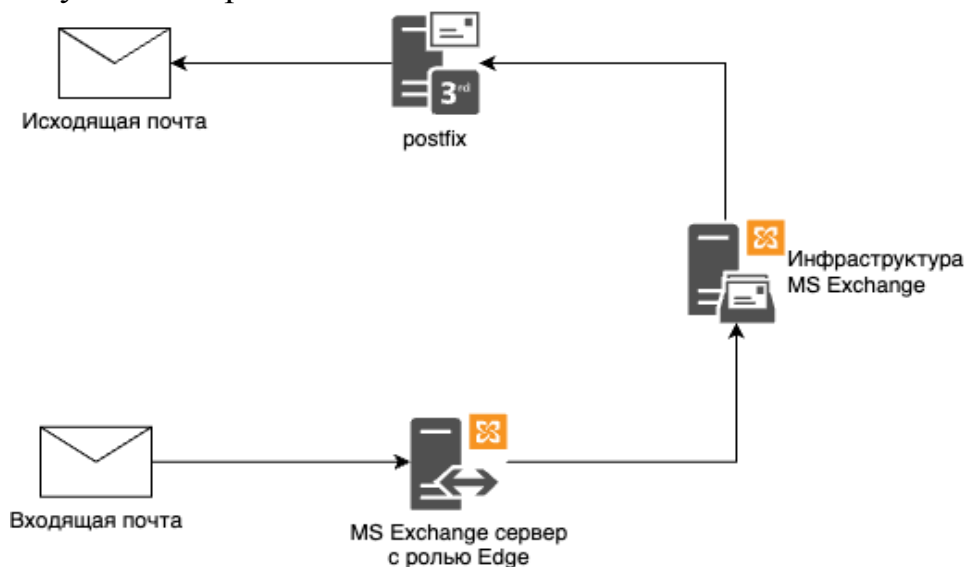 Исходящая почта
3rd
postfix
Инфраструктура
MS Exchange
Входящая почта
MS Exchange сервер
с ролью Edge